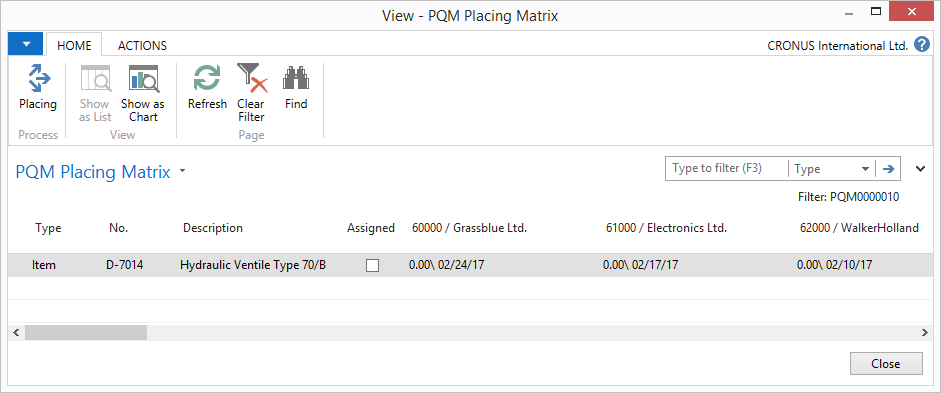 View - PQM Placing Matrix
HOME ACTIONS CRONUS International Ltd. ?
Placing Show as List Show as Chart Refresh Clear Filter Find
Process View Page
PQM Placing Matrix Type to filter (F3) Type
Filter: PQM0000010
Type No. Description Assigned 60000 / Grassblue Ltd. 61000 / Electronics Ltd. 62000 / WalkerHolland
Item D-7014 Hydraulic Ventile Type 70/B 0.00\ 02/24/17 0.00\ 02/17/17 0.00\ 02/10/17
Close